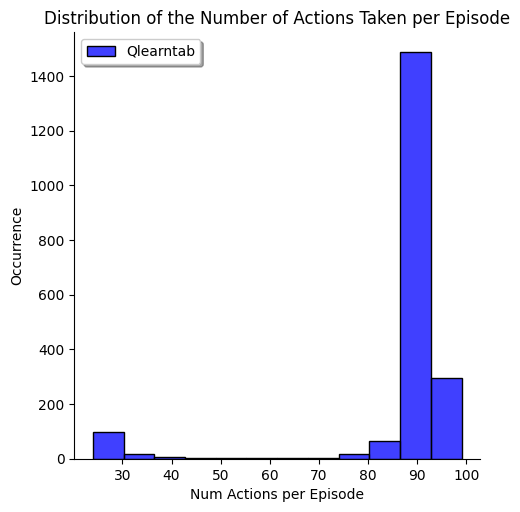 Distribution of the Number of Actions Taken per Episode
Qlearntab
1400
1200
1000
800
600
400
200
0
Occurrence
30 40 50 60 70 80 90 100
Num Actions per Episode